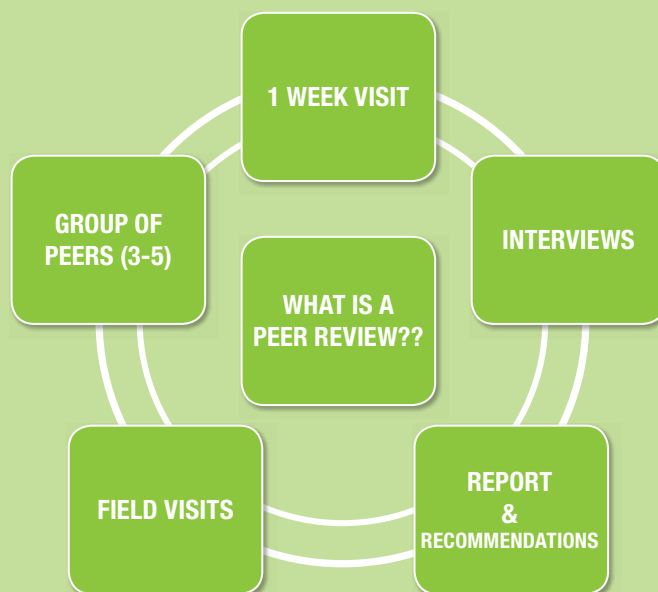 1 WEEK VISIT
GROUP OF
PEERS (3-5)
INTERVIEWS
WHAT IS A
PEER REVIEW??
FIELD VISITS
REPORT
&
RECOMMENDATIONS